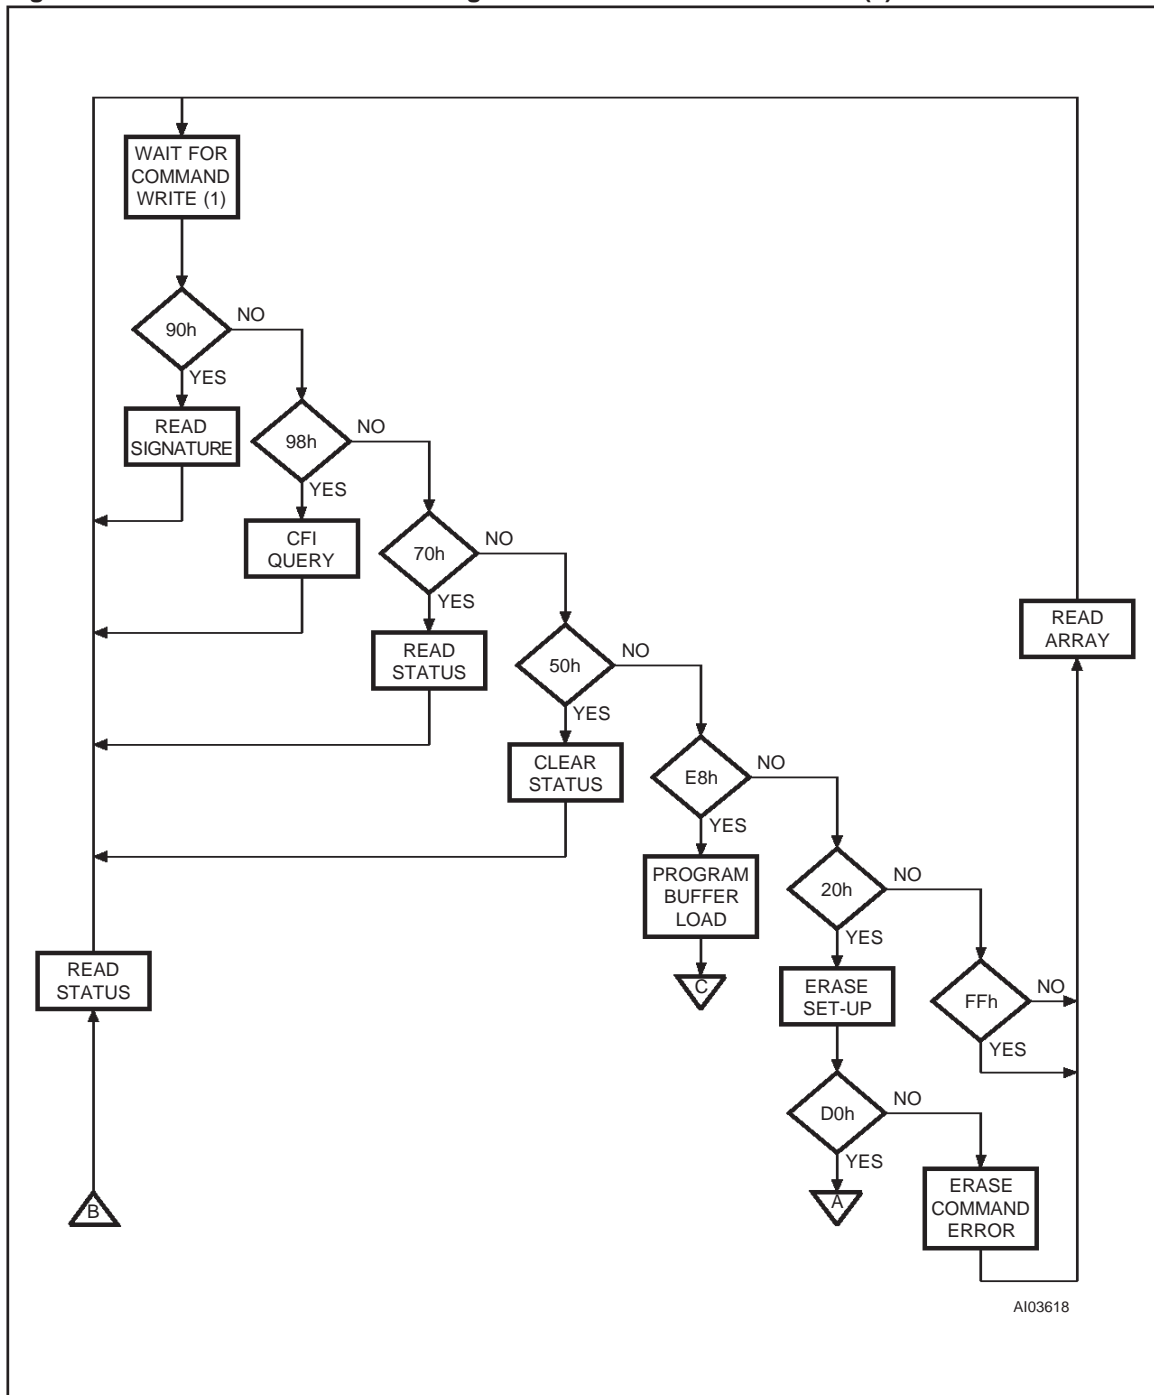 WAIT FOR
COMMAND
WRITE (1)
90h
NO
YES
READ
SIGNATURE
98h
NO
YES
CFI
QUERY
70h
NO
YES
READ
STATUS
50h
NO
YES
CLEAR
STATUS
E8h
NO
YES
PROGRAM
BUFFER
LOAD
C
20h
NO
YES
ERASE
SET-UP
FFh
NO
YES
READ
ARRAY
D0h
NO
YES
A
ERASE
COMMAND
ERROR
READ
STATUS
B
AI03618